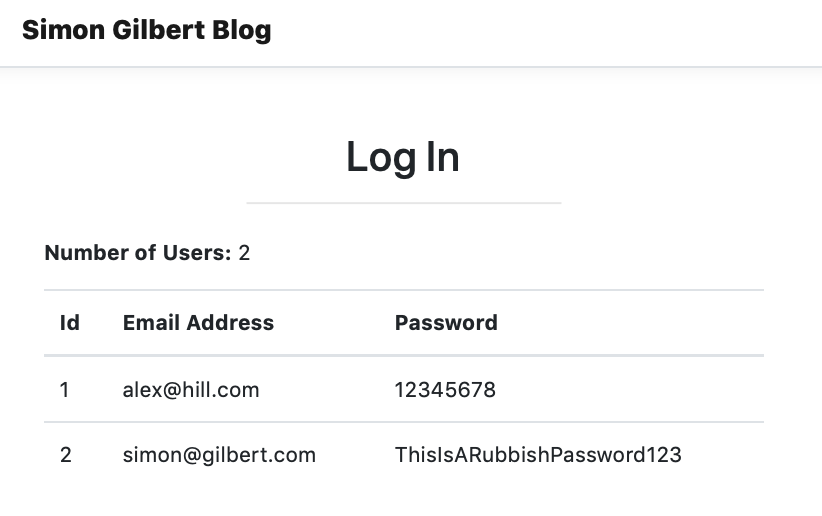 Simon Gilbert Blog
Log In
Number of Users: 2
Id Email Address Password
1 alex@hill.com 12345678
2 simon@gilbert.com ThisIsARubbishPassword123